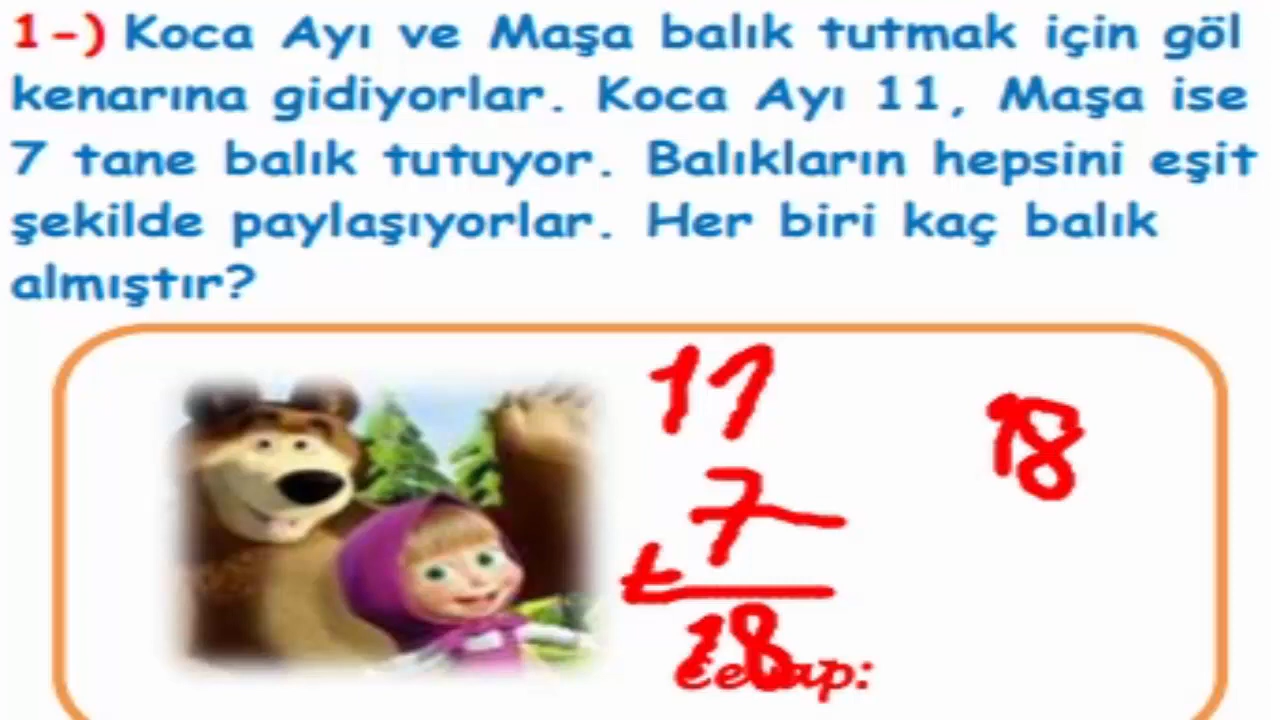 1-) Koca Ayı ve Maşa balık tutmak için göl
kenarına gidiyorlar. Koca Ayı 11, Maşa ise
7 tane balık tutuyor. Balıkların hepsini eşit
şekilde paylaşıyorlar. Her biri kaç balık
almıştır?
11
18
7
+
18
Cevap: